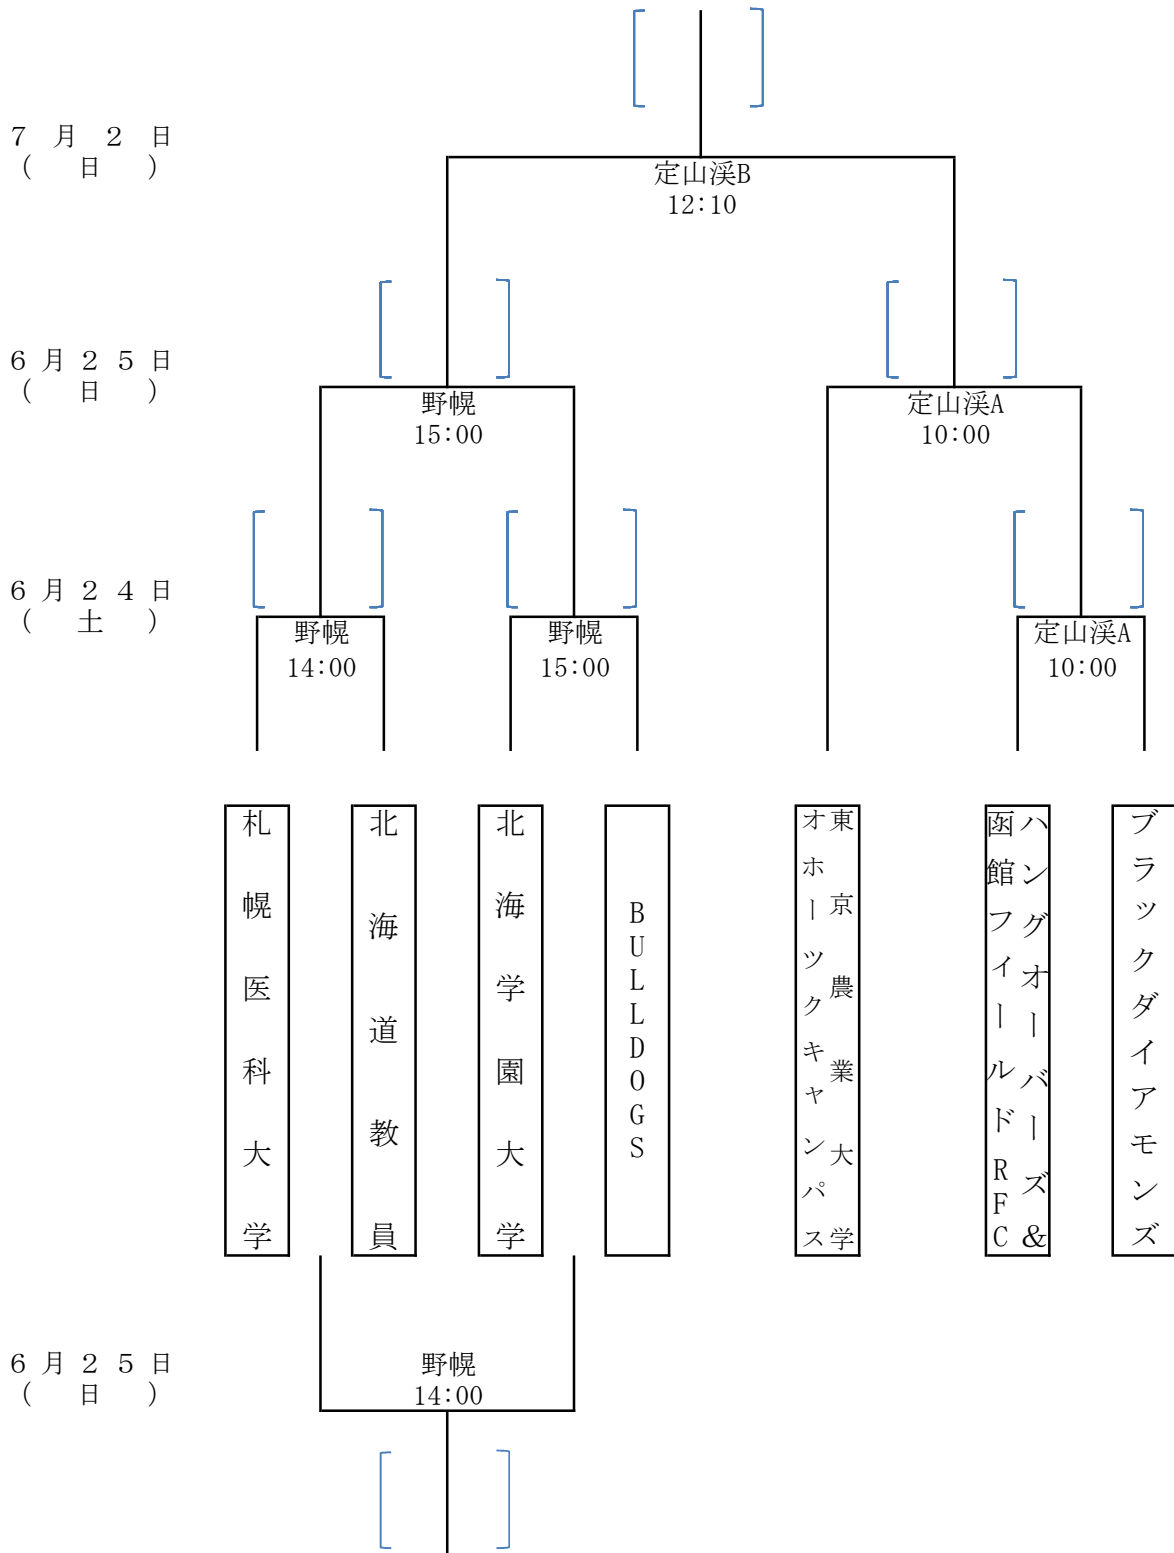 ７月２日
(日)
定山渓B
12:10
６月２５日
(日)
野幌
15:00
定山渓A
10:00
６月２４日
(土)
野幌
14:00
野幌
15:00
定山渓A
10:00
札幌医科大学
北海道教員
北海学園大学
BULLDOGS
東京農業大学
オホーツクキャンパス
ハングオーバーズ&
函館フィールドRFC
ブラックダイアモンズ
６月２５日
(日)
野幌
14:00